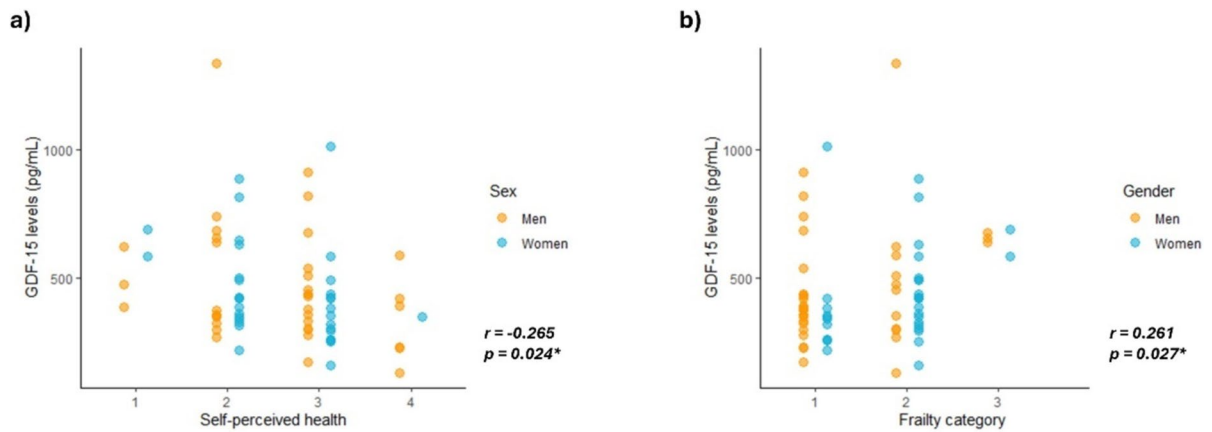 a)
GDF-15 levels (pg/mL)
1000
500
1 2 3 4
Self-perceived health
Sex
Men
Women
r = -0.265
p = 0.024*
b)
GDF-15 levels (pg/mL)
1000
500
1 2 3
Frailty category
Gender
Men
Women
r = 0.261
p = 0.027*